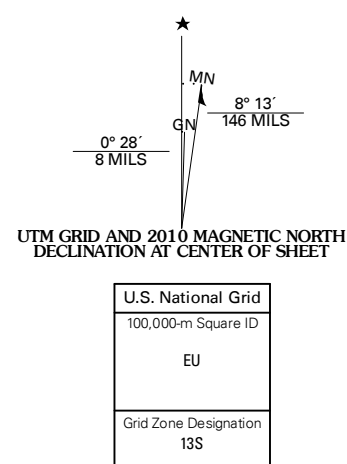 ★
MN
8° 13´
146 MILS
GN
0° 28´
8 MILS
UTM GRID AND 2010 MAGNETIC NORTH
DECLINATION AT CENTER OF SHEET
U.S. National Grid
100,000-m Square ID
EU
Grid Zone Designation
13S